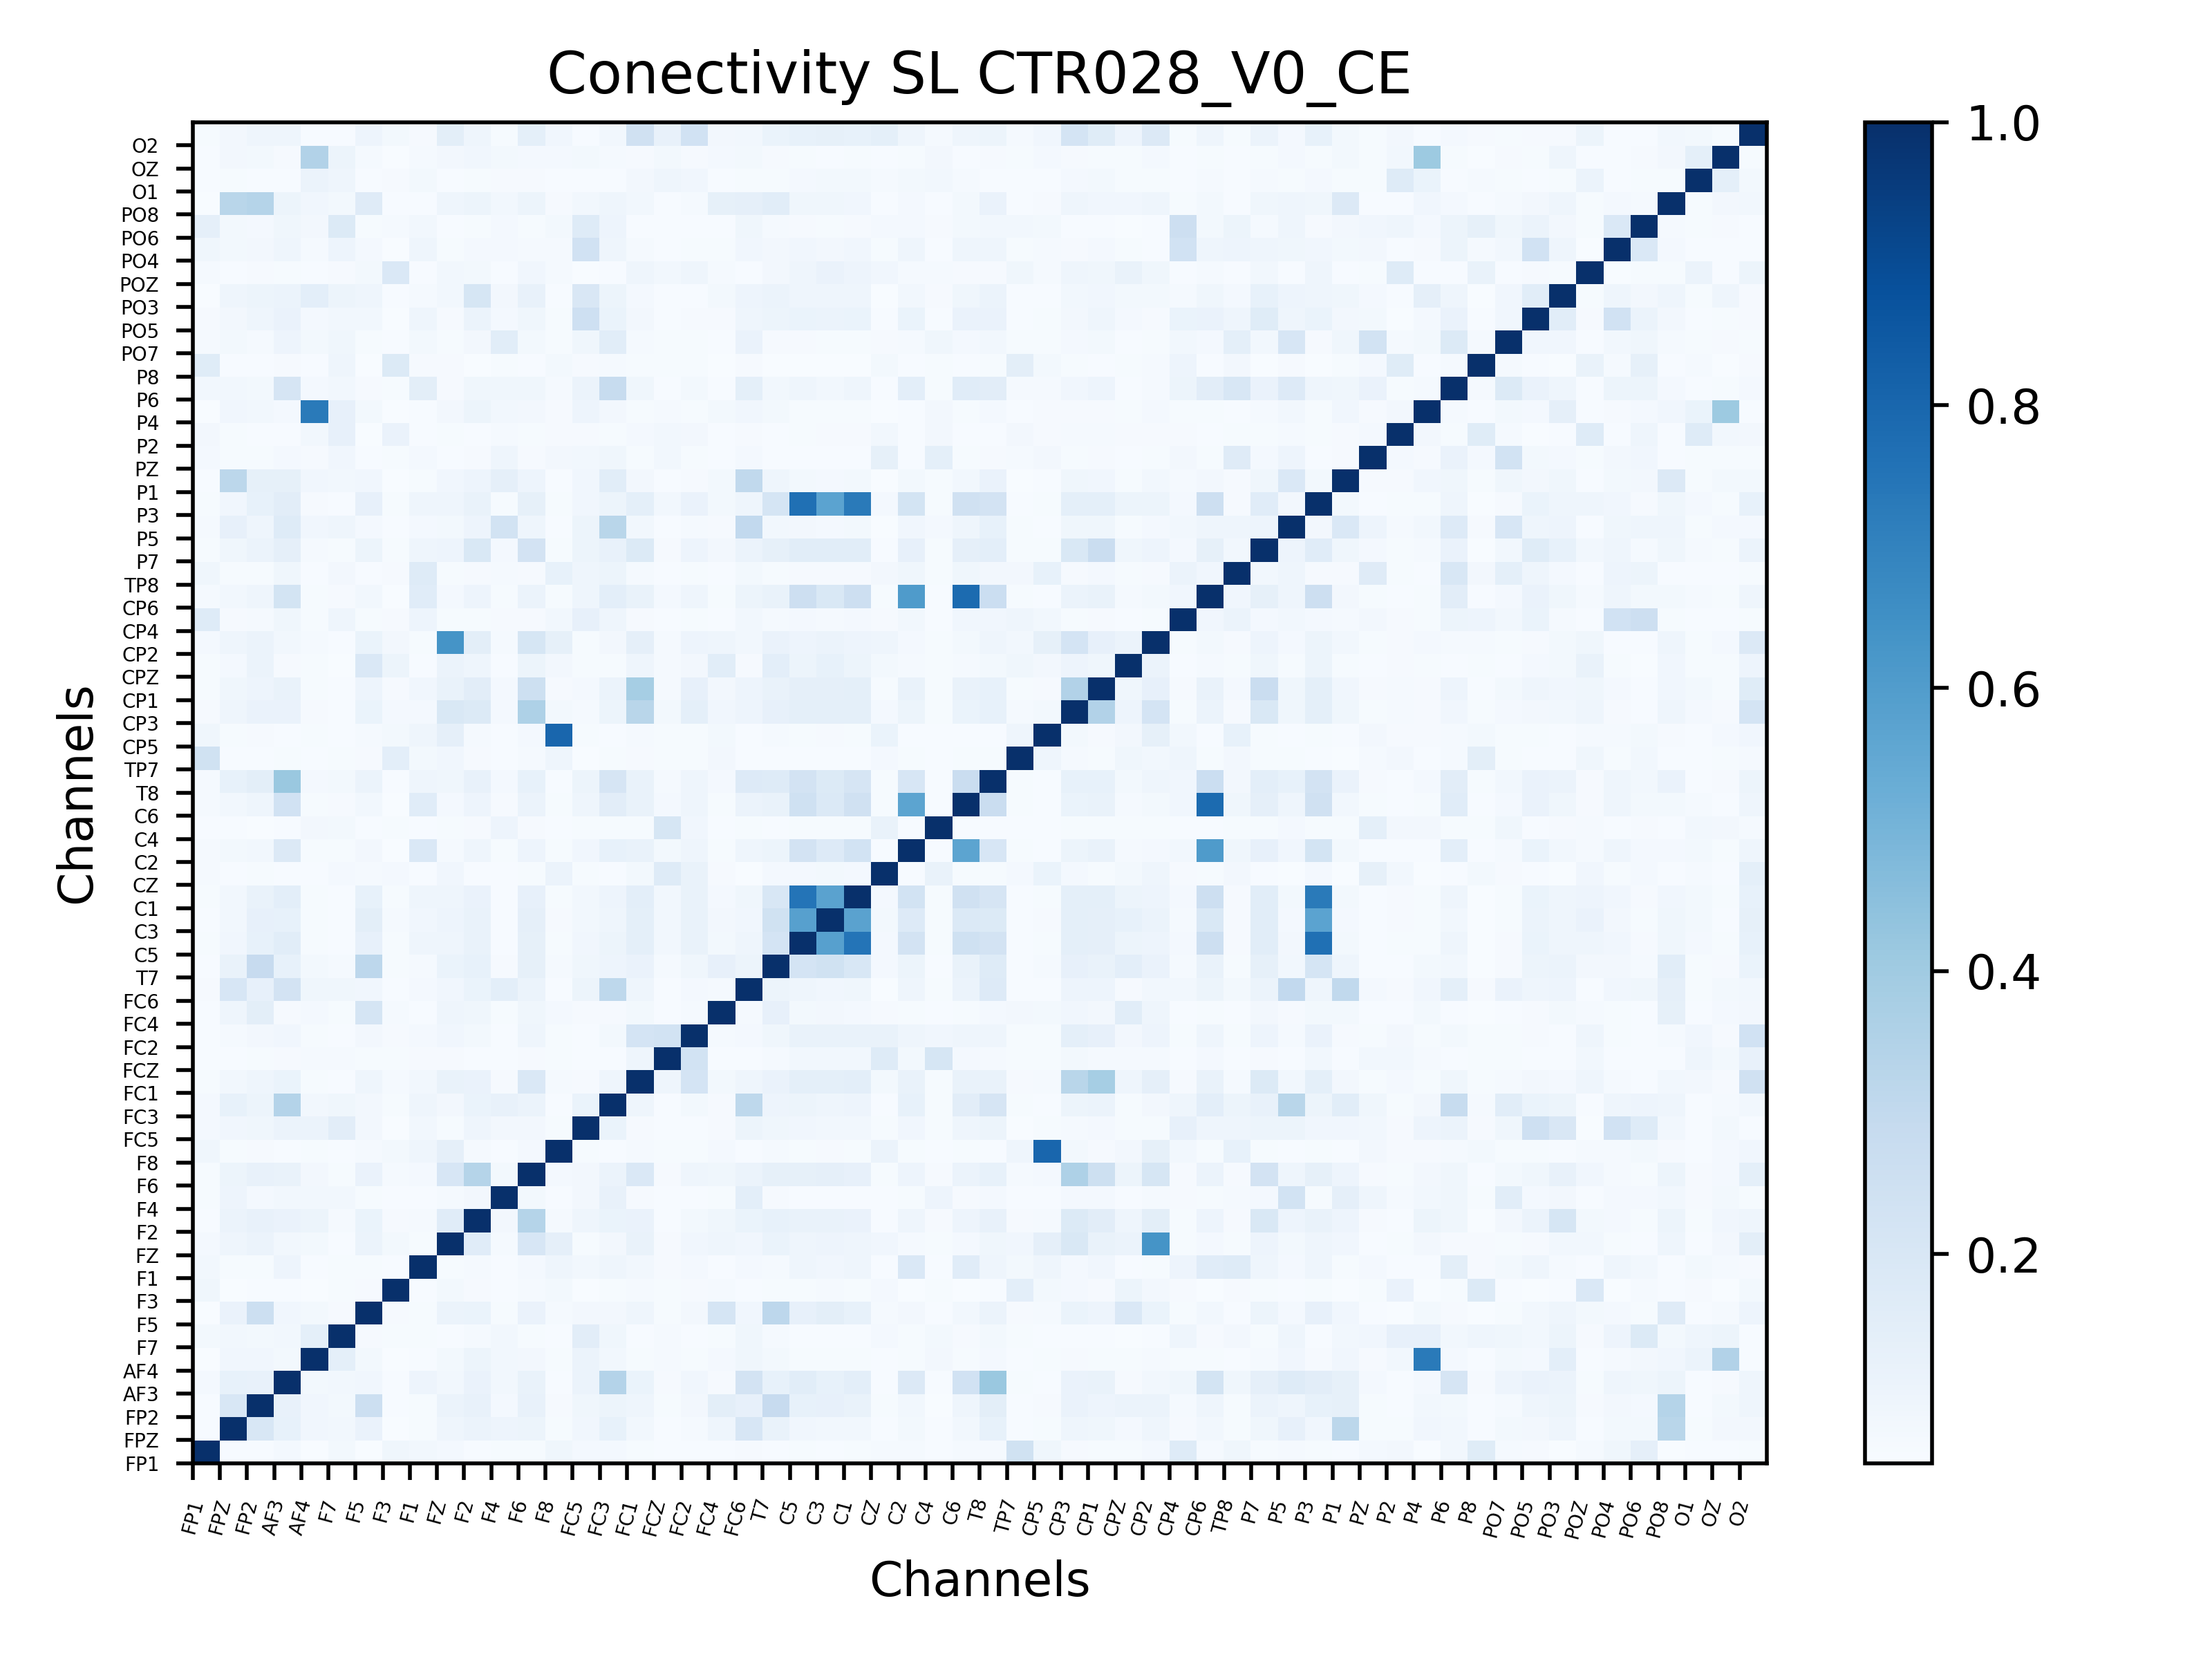 Conectivity SL CTR028_V0_CE
Channels
O2
OZ
O1
PO8
PO6
PO4
POZ
PO3
PO5
PO7
P8
P6
P4
P2
PZ
P1
P3
P5
P7
TP8
CP6
CP4
CP2
CPZ
CP1
CP3
CP5
TP7
T8
C6
C4
C2
CZ
C1
C3
C5
T7
FC6
FC4
FC2
FCZ
FC1
FC3
FC5
F8
F6
F4
F2
FZ
F1
F3
F5
F7
AF4
AF3
FP2
FPZ
FP1
FP1 FPZ FP2 AF3 AF4 F7 F5 F3 F1 FZ F2 F4 F6 F8 FC5 FC3 FC1 FCZ FC2 FC4 FC6 T7 C5 C3 C1 CZ C2 C4 C6 T8 TP7 CP5 CP3 CP1 CPZ CP2 CP4 CP6 TP8 P7 P5 P3 P1 PZ P2 P4 P6 P8 PO7 PO5 PO3 POZ PO4 PO6 PO8 O1 OZ O2
Channels
1.0
0.8
0.6
0.4
0.2